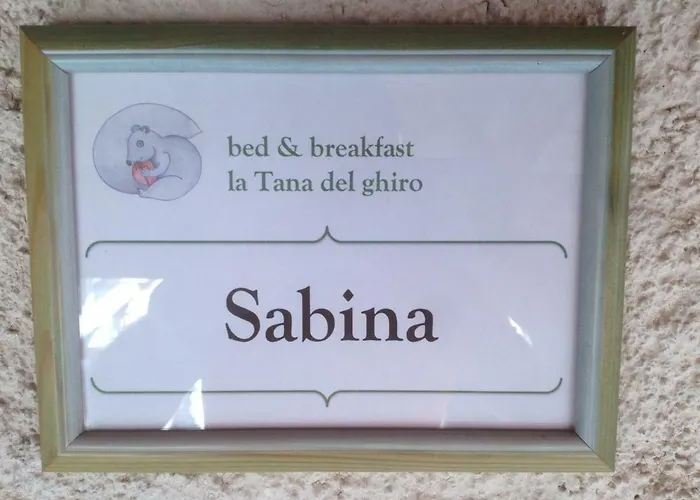 bed & breakfast
la Tana del ghiro
Sabina